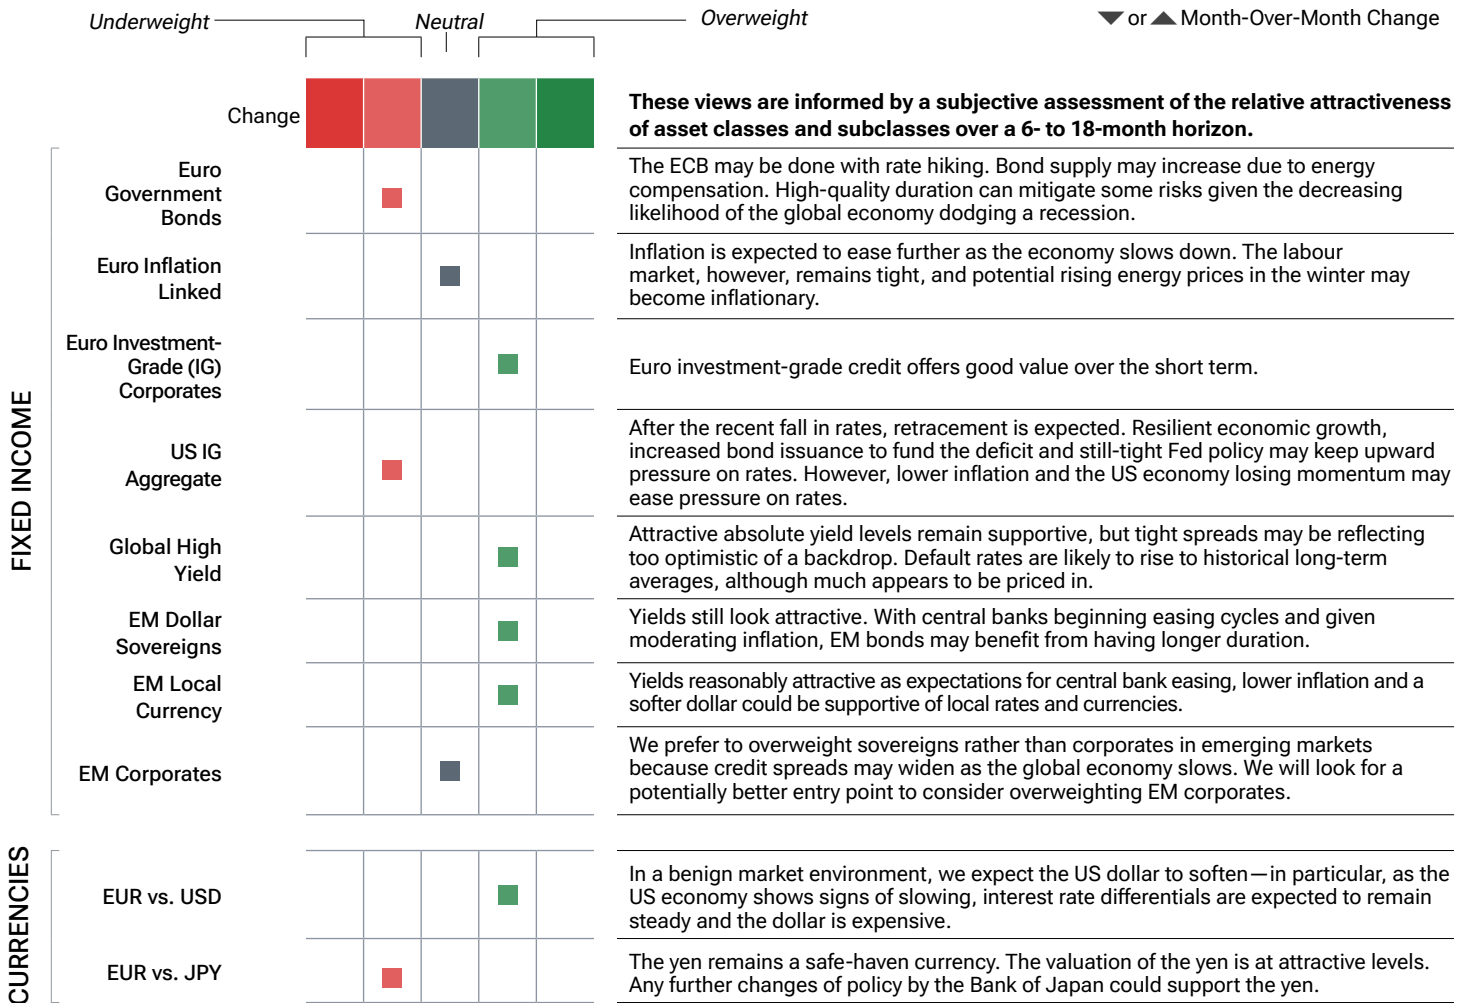 Underweight
Neutral
Overweight
or Month-Over-Month Change
Change
These views are informed by a subjective assessment of the relative attractiveness
of asset classes and subclasses over a 6- to 18-month horizon.
FIXED INCOME
Euro
Government
Bonds
The ECB may be done with rate hiking. Bond supply may increase due to energy
compensation. High-quality duration can mitigate some risks given the decreasing
likelihood of the global economy dodging a recession.
Euro Inflation
Linked
Inflation is expected to ease further as the economy slows down. The labour
market, however, remains tight, and potential rising energy prices in the winter may
become inflationary.
Euro Investment-
Grade (IG)
Corporates
Euro investment-grade credit offers good value over the short term.
US IG
Aggregate
After the recent fall in rates, retracement is expected. Resilient economic growth,
increased bond issuance to fund the deficit and still-tight Fed policy may keep upward
pressure on rates. However, lower inflation and the US economy losing momentum may
ease pressure on rates.
Global High
Yield
Attractive absolute yield levels remain supportive, but tight spreads may be reflecting
too optimistic of a backdrop. Default rates are likely to rise to historical long-term
averages, although much appears to be priced in.
EM Dollar
Sovereigns
Yields still look attractive. With central banks beginning easing cycles and given
moderating inflation, EM bonds may benefit from having longer duration.
EM Local
Currency
Yields reasonably attractive as expectations for central bank easing, lower inflation and a
softer dollar could be supportive of local rates and currencies.
EM Corporates
We prefer to overweight sovereigns rather than corporates in emerging markets
because credit spreads may widen as the global economy slows. We will look for a
potentially better entry point to consider overweighting EM corporates.
CURRENCIES
EUR vs. USD
In a benign market environment, we expect the US dollar to soften—in particular, as the
US economy shows signs of slowing, interest rate differentials are expected to remain
steady and the dollar is expensive.
EUR vs. JPY
The yen remains a safe-haven currency. The valuation of the yen is at attractive levels.
Any further changes of policy by the Bank of Japan could support the yen.